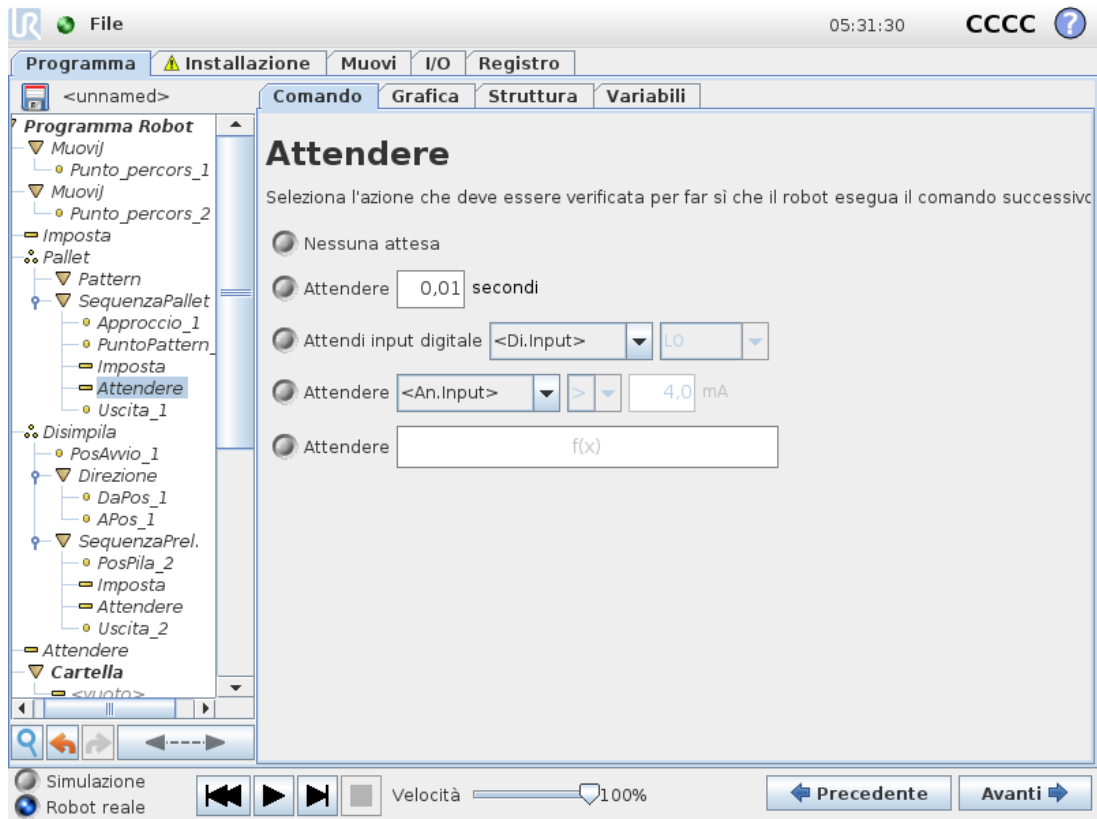 UR File 05:31:30 CCCC ?
Programma Installazione Muovi I/O Registro
<unnamed> Comando Grafica Struttura Variabili
Programma Robot
MuoviJ
Punto_percors_1
MuoviJ
Punto_percors_2
Imposta
Pallet
Pattern
SequenzaPallet
Approccio_1
PuntoPattern_
Imposta
Attendere
Uscita_1
Disimpila
PosAvvio_1
Direzione
DaPos_1
APos_1
SequenzaPrel.
PosPila_2
Imposta
Attendere
Uscita_2
Attendere
Cartella
<vuoto>
Attendere
Seleziona l'azione che deve essere verificata per far sì che il robot esegua il comando successivo
Nessuna attesa
Attendere 0,01 secondi
Attendi input digitale <Di.Input> LO
Attendere <An.Input> > 4,0 mA
Attendere f(x)
Simulazione
Robot reale
Velocità 100%
Precedente Avanti